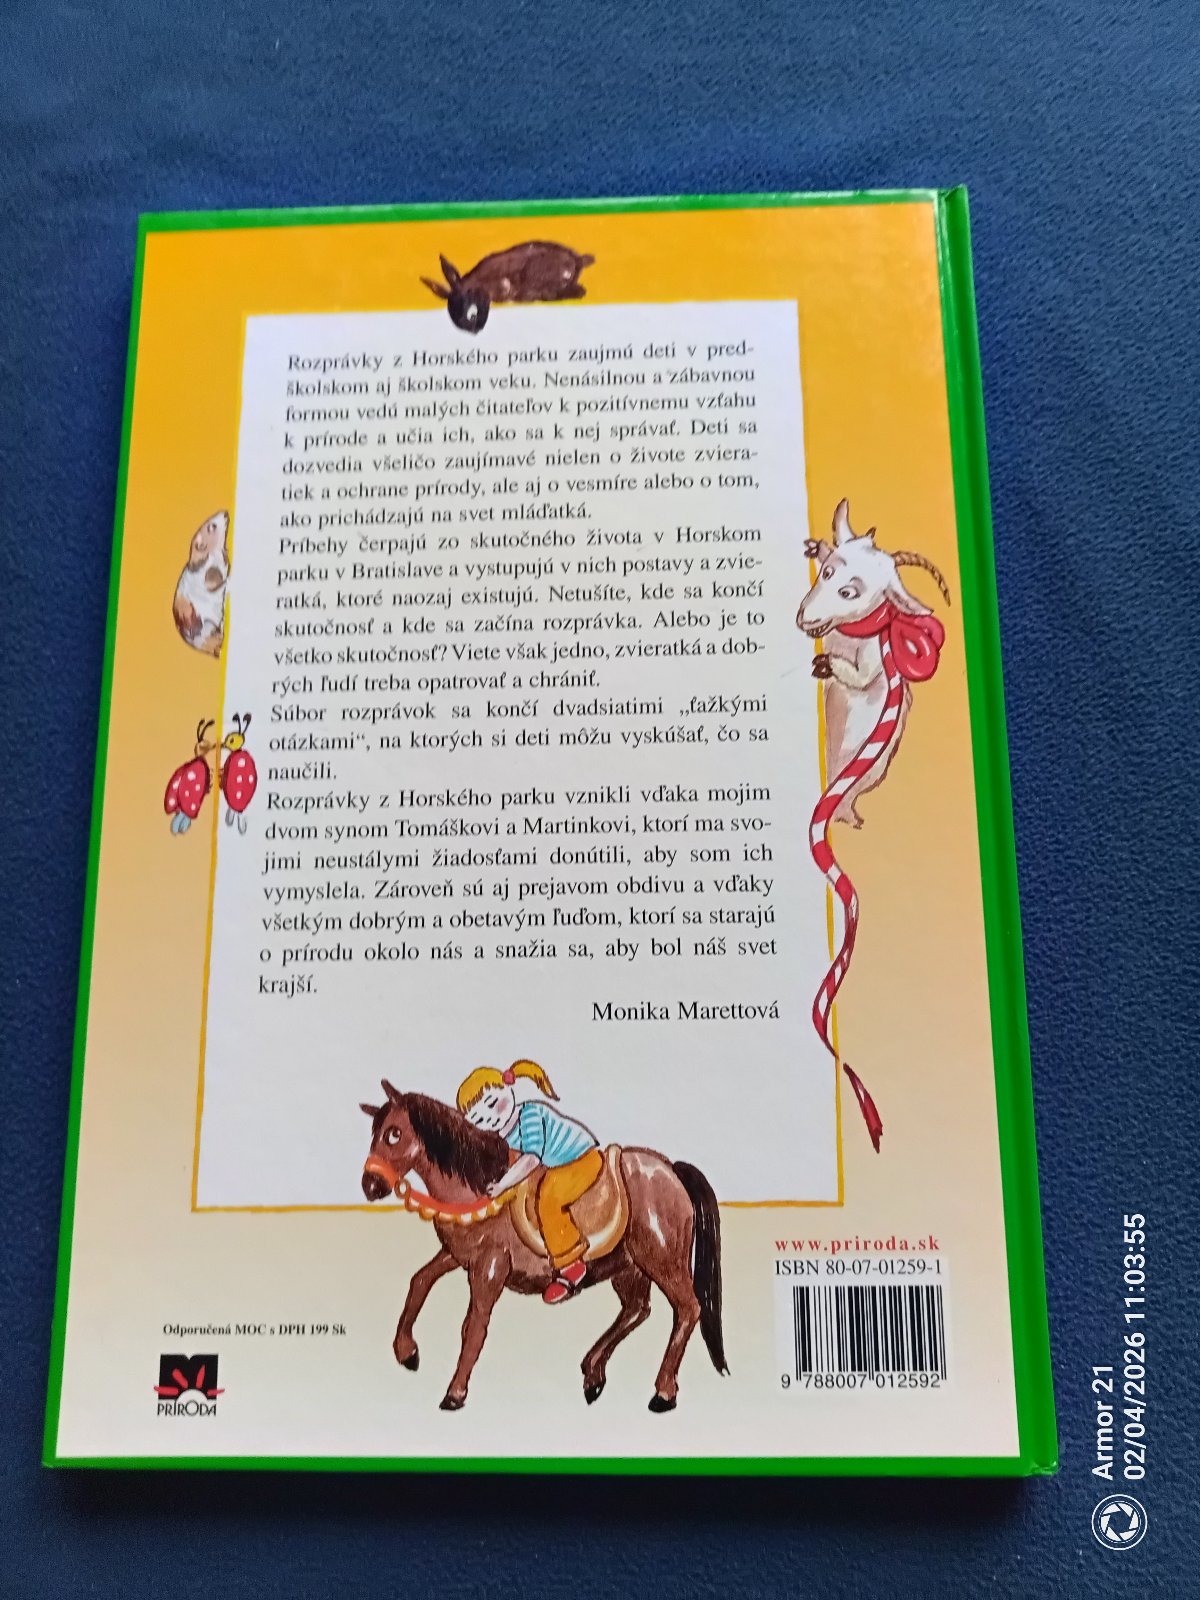 Rozprávky z Horského parku zaujmú deti v pred-
školskom aj školskom veku. Nenásilnou a zábavnou
formou vedú malých čitateľov k pozitívnemu vzťahu
k prírode a učia ich, ako sa k nej správať. Deti sa
dozvedia všeličo zaujímavé nielen o živote zviera-
tiek a ochrane prírody, ale aj o vesmíre alebo o tom,
ako prichádzajú na svet mláďatká.
Príbehy čerpajú zo skutočného života v Horskom
parku v Bratislave a vystupujú v nich postavy a zvie-
ratká, ktoré naozaj existujú. Netušíte, kde sa končí
skutočnosť a kde sa začína rozprávka. Alebo je to
všetko skutočnosť? Viete však jedno, zvieratká a dob-
rých ľudí treba opatrovať a chrániť.
Súbor rozprávok sa končí dvadsiatimi „ťažkými
otázkami“, na ktorých si deti môžu vyskúšať, čo sa
naučili.
Rozprávky z Horského parku vznikli vďaka mojim
dvom synom Tomáškovi a Martinkovi, ktorí ma svo-
jimi neustálymi žiadosťami donútili, aby som ich
vymyslela. Zároveň sú aj prejavom obdivu a vďaky
všetkým dobrým a obetavým ľuďom, ktorí sa starajú
o prírodu okolo nás a snažia sa, aby bol náš svet
krajší.
Monika Marettová
www.priroda.sk
ISBN 80-07-01259-1
9 788007 012592
Odporučená MOC s DPH 199 Sk
PRÍRODA
Armor 21
02/04/2026 11:03:55